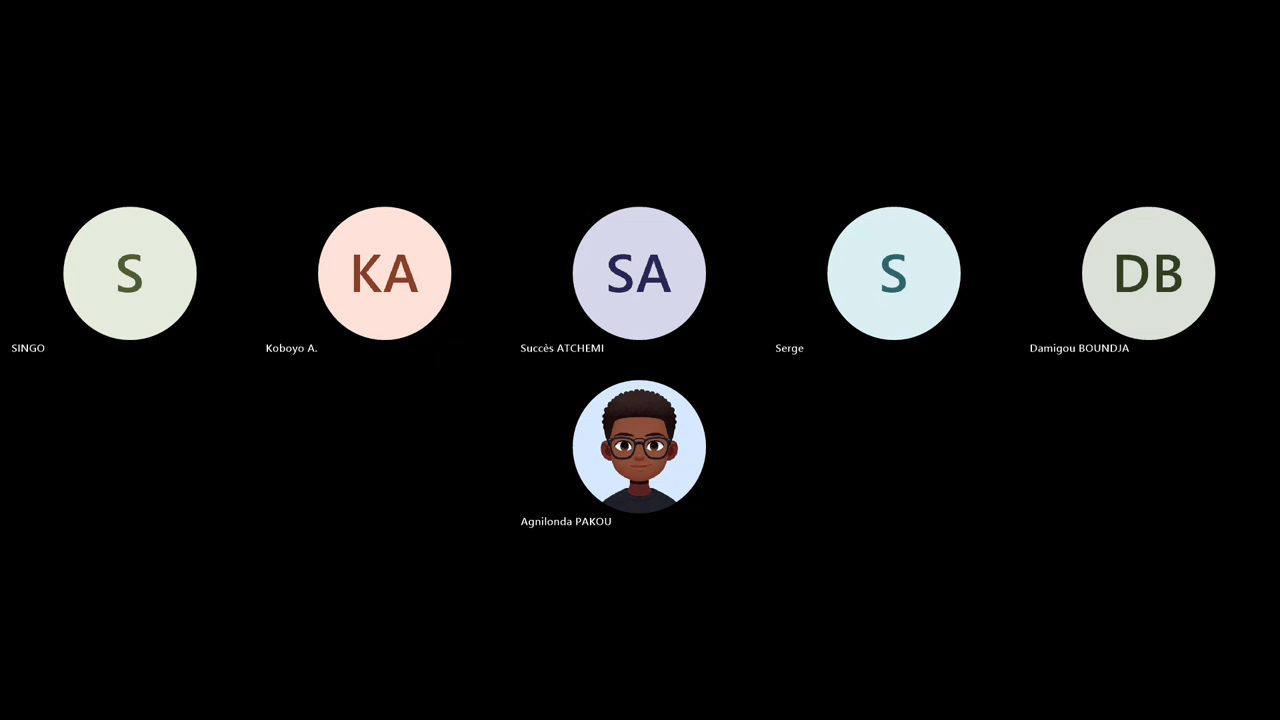 S
KA
SA
S
DB
SINGO
Koboyo A.
Succès ATCHEMI
Serge
Damigou BOUNDJA
Agnilonda PAKOU